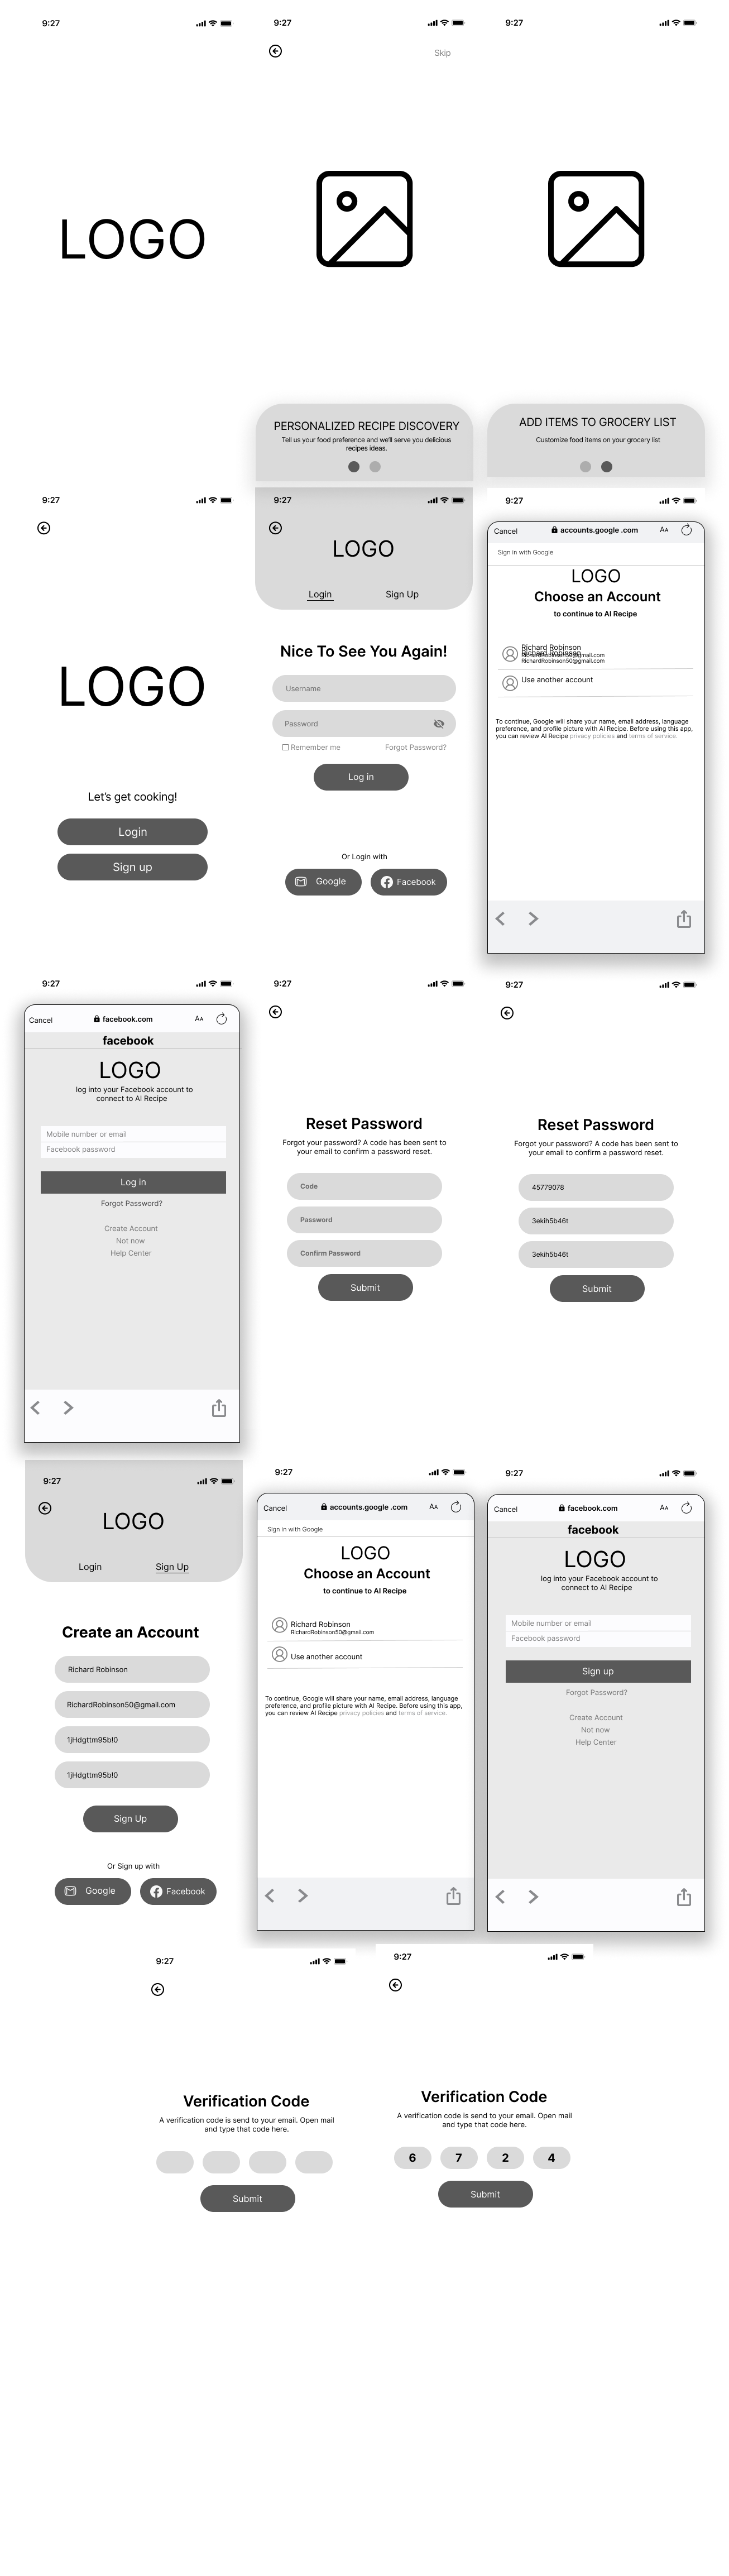 9:27
LOGO
9:27
Skip
PERSONALIZED RECIPE DISCOVERY
Tell us your food preference and we'll serve you delicious
recipes ideas.
9:27
ADD ITEMS TO GROCERY LIST
Customize food items on your grocery list
9:27
LOGO
Let's get cooking!
Login
Sign up
9:27
LOGO
Login Sign Up
Nice To See You Again!
Username
Password
Remember me Forgot Password?
Log in
Or Login with
Google Facebook
9:27
Cancel accounts.google .com AA
Sign in with Google
LOGO
Choose an Account
to continue to AI Recipe
Richard Robinson
Richard Robinson
RichardRobinson50@gmail.com
RichardRobinson50@gmail.com
Use another account
To continue, Google will share your name, email address, language
preference, and profile picture with AI Recipe. Before using this app,
you can review AI Recipe privacy policies and terms of service.
9:27
Cancel facebook.com AA
facebook
LOGO
log into your Facebook account to
connect to AI Recipe
Mobile number or email
Facebook password
Log in
Forgot Password?
Create Account
Not now
Help Center
9:27
Reset Password
Forgot your password? A code has been sent to
your email to confirm a password reset.
Code
Password
Confirm Password
Submit
9:27
Reset Password
Forgot your password? A code has been sent to
your email to confirm a password reset.
45779078
3ekih5b46t
3ekih5b46t
Submit
9:27
LOGO
Login Sign Up
Create an Account
Richard Robinson
RichardRobinson50@gmail.com
1jHdgttm95b!0
1jHdgttm95b!0
Sign Up
Or Sign up with
Google Facebook
9:27
Cancel accounts.google .com AA
Sign in with Google
LOGO
Choose an Account
to continue to AI Recipe
Richard Robinson
RichardRobinson50@gmail.com
Use another account
To continue, Google will share your name, email address, language
preference, and profile picture with AI Recipe. Before using this app,
you can review AI Recipe privacy policies and terms of service.
9:27
Cancel facebook.com AA
facebook
LOGO
log into your Facebook account to
connect to AI Recipe
Mobile number or email
Facebook password
Sign up
Forgot Password?
Create Account
Not now
Help Center
9:27
Verification Code
A verification code is send to your email. Open mail
and type that code here.
Submit
9:27
Verification Code
A verification code is send to your email. Open mail
and type that code here.
6 7 2 4
Submit